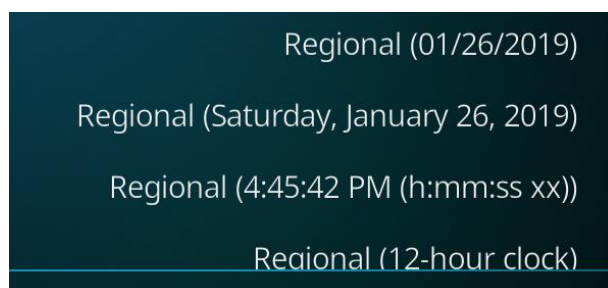 Regional (01/26/2019)
Regional (Saturday, January 26, 2019)
Regional (4:45:42 PM (h:mm:ss xx))
Regional (12-hour clock)